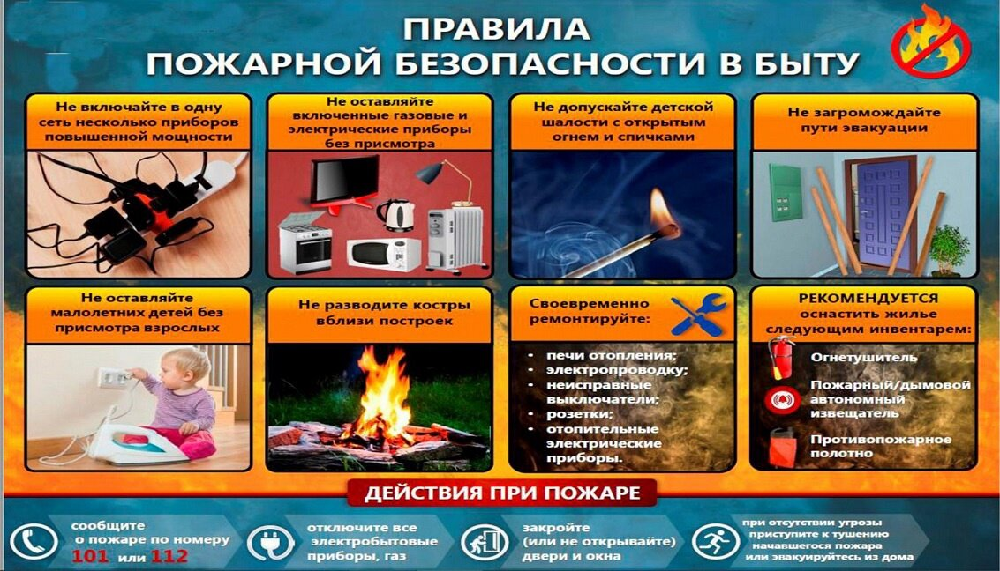 ПРАВИЛА
ПОЖАРНОЙ БЕЗОПАСНОСТИ В БЫТУ
Не включайте в одну
сеть несколько приборов
повышенной мощности
Не оставляйте
включенные газовые и
электрические приборы
без присмотра
Не допускайте детской
шалости с открытым
огнем и спичками
Не загромождайте
пути эвакуации
Не оставляйте
малолетних детей без
присмотра взрослых
Не разводите костры
вблизи построек
Своевременно
ремонтируйте:
• печи отопления;
• электропроводку;
• неисправные
выключатели;
• розетки;
• отопительные
электрические
приборы.
РЕКОМЕНДУЕТСЯ
оснастить жилье
следующим инвентарем:
Огнетушитель
Пожарный/дымовой
автономный
извещатель
Противопожарное
полотно
ДЕЙСТВИЯ ПРИ ПОЖАРЕ
сообщите
о пожаре по номеру
101 или 112
отключите все
электробытовые
приборы, газ
закройте
(или не открывайте)
двери и окна
при отсутствии угрозы
приступите к тушению
начавшегося пожара
или эвакуируйтесь из дома